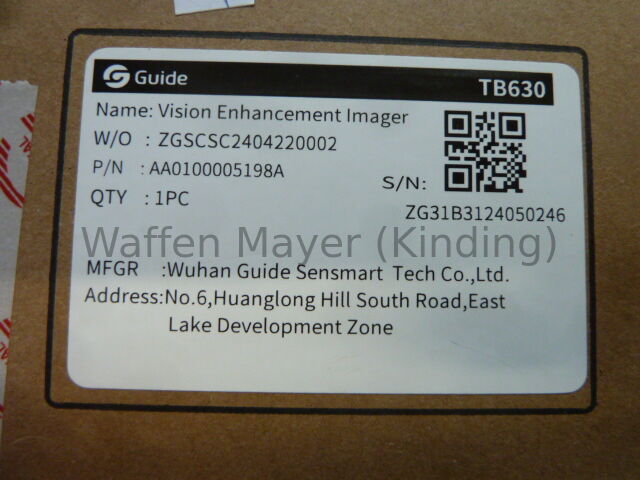 Guide TB630
Name: Vision Enhancement Imager
W/O : ZGSCSC2404220002
P/N : AA0100005198A
S/N:
QTY : 1PC
ZG31B3124050246
Waffen Mayer (Kinding)
MFGR :Wuhan Guide Sensmart Tech Co.,Ltd.
Address:No.6,Huanglong Hill South Road,East
Lake Development Zone